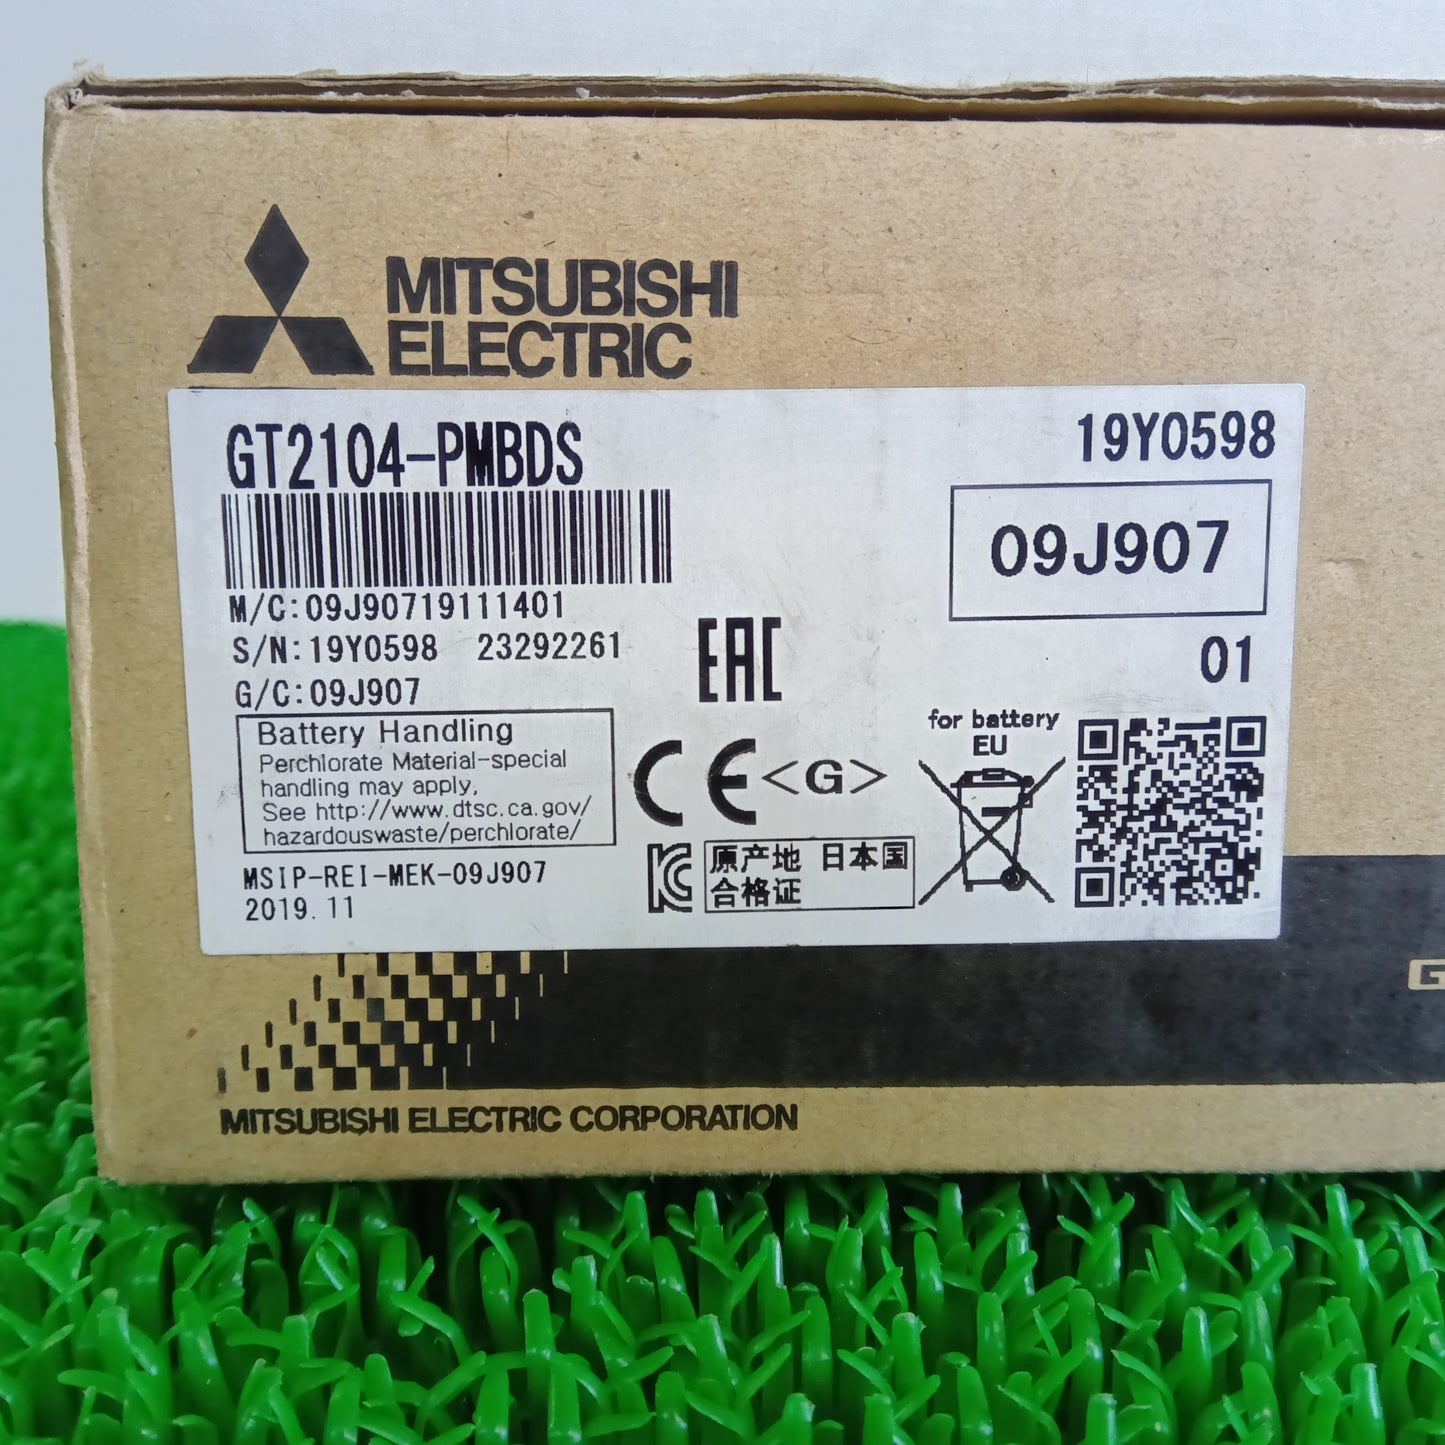 MITSUBISHI
ELECTRIC
GT2104-PMBDS
19Y0598
09J907
M/C:09J90719111401
S/N:19Y0598 23292261
G/C:09J907
01
EAC
Battery Handling
Perchlorate Material-special
handling may apply,
See http://www.dtsc.ca.gov/
hazardouswaste/perchlorate/
CE <G>
for battery
EU
原产地 日本国
合格证
MSIP-REI-MEK-09J907
2019.11
G
MITSUBISHI ELECTRIC CORPORATION